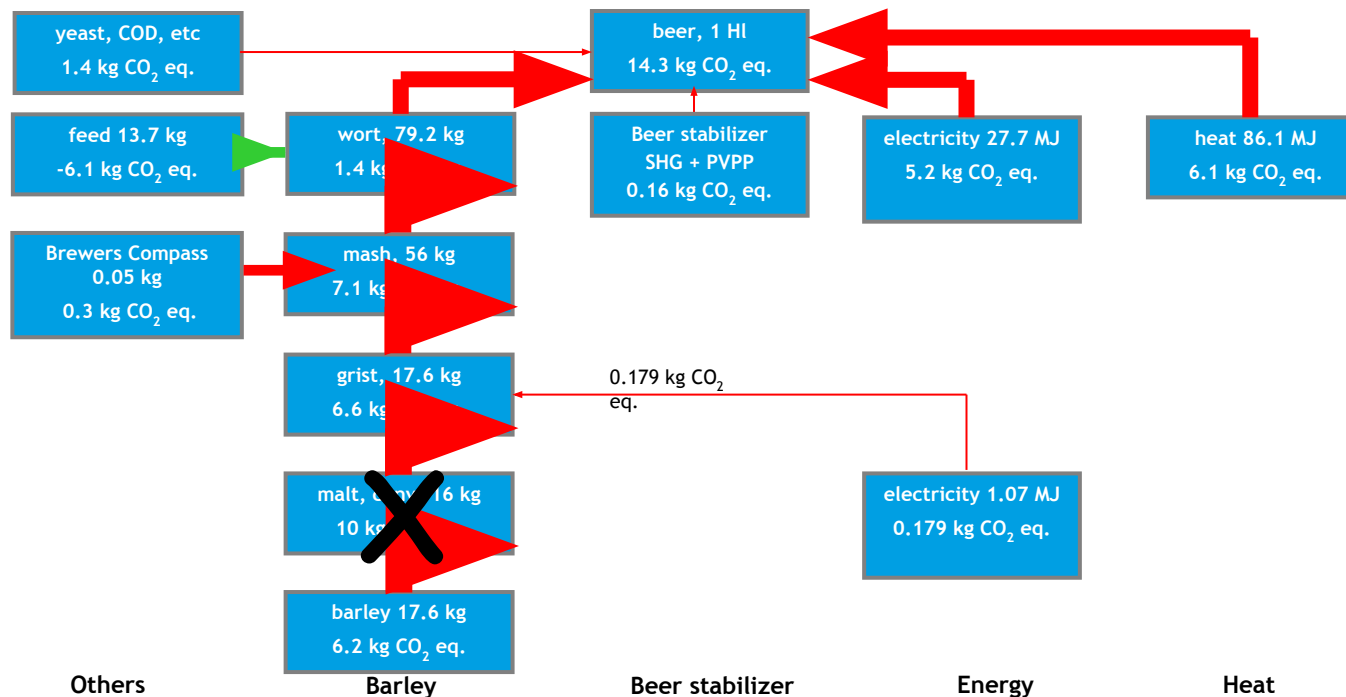 yeast, COD, etc
1.4 kg CO₂ eq.
beer, 1 Hl
14.3 kg CO₂ eq.
feed 13.7 kg
-6.1 kg CO₂ eq.
wort, 79.2 kg
1.4 kg
Beer stabilizer
SHG + PVPP
0.16 kg CO₂ eq.
electricity 27.7 MJ
5.2 kg CO₂ eq.
heat 86.1 MJ
6.1 kg CO₂ eq.
Brewers Compass
0.05 kg
0.3 kg CO₂ eq.
mash, 56 kg
7.1 kg
grist, 17.6 kg
6.6 kg
0.179 kg CO₂
eq.
malt, 16 kg
10 kg
electricity 1.07 MJ
0.179 kg CO₂ eq.
barley 17.6 kg
6.2 kg CO₂ eq.
Others
Barley
Beer stabilizer
Energy
Heat